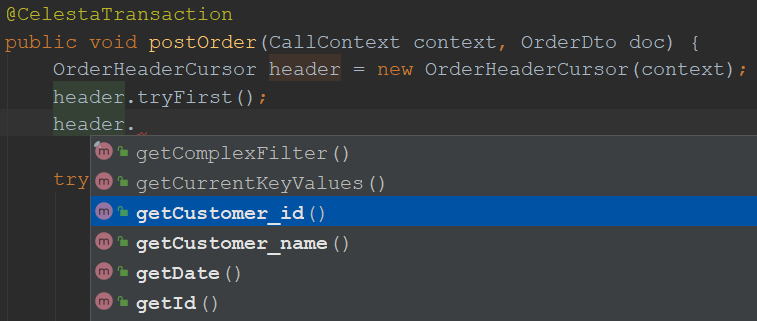 @CelestaTransaction
public void postOrder(CallContext context, OrderDto doc) {
OrderHeaderCursor header = new OrderHeaderCursor(context);
header.tryFirst();
header.
getComplexFilter()
try
getCurrentKeyValues()
getCustomer_id()
getCustomer_name()
getDate()
getId()